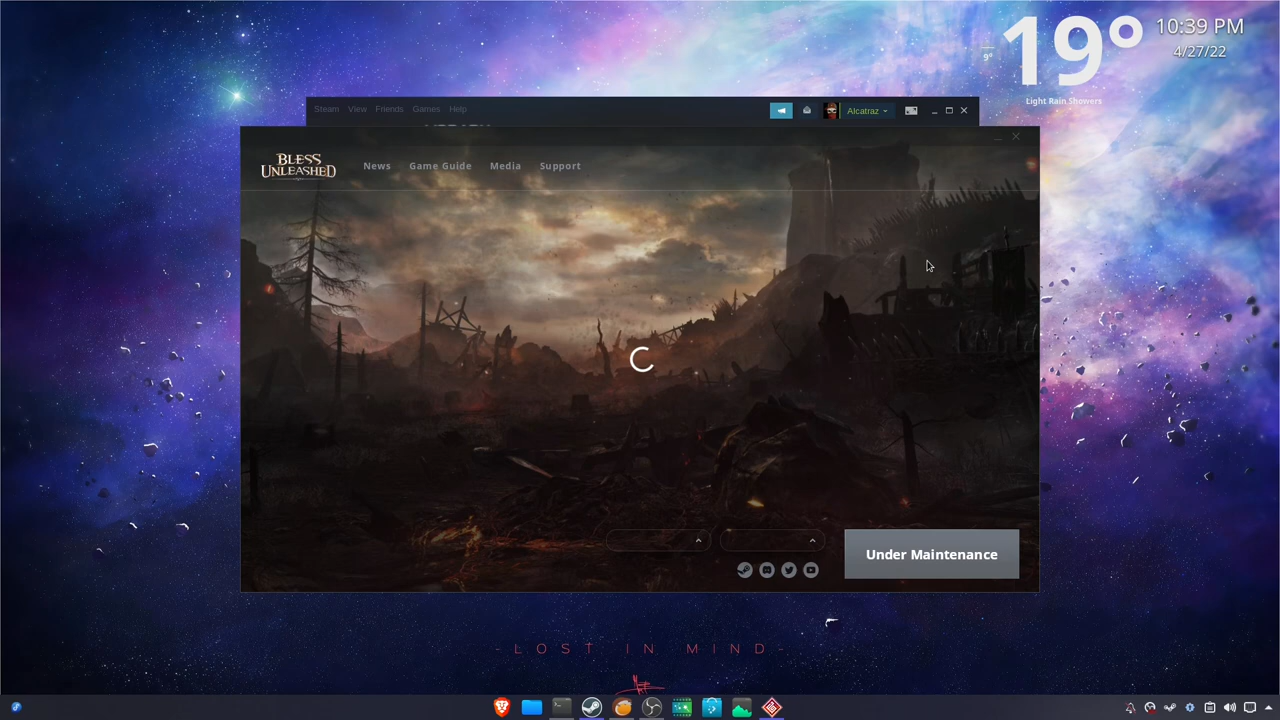 19°
10:39 PM
9°
4/27/22
Light Rain Showers
Steam View Friends Games Help
Alcatraz
BLESS
UNLEASHED
News Game Guide Media Support
Under Maintenance
- LOST IN MIND -